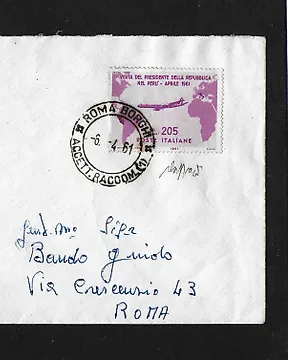 VISITA DEL PRESIDENTE DELLA REPUBBLICA
NEL PERU' - APRILE 1961
L. 205
POSTE ITALIANE
ROMA BORGHI
-6. -4.61
ACCETT. RACCOM. (1)
Bando Guido
Via Crescenzio 43
ROMA